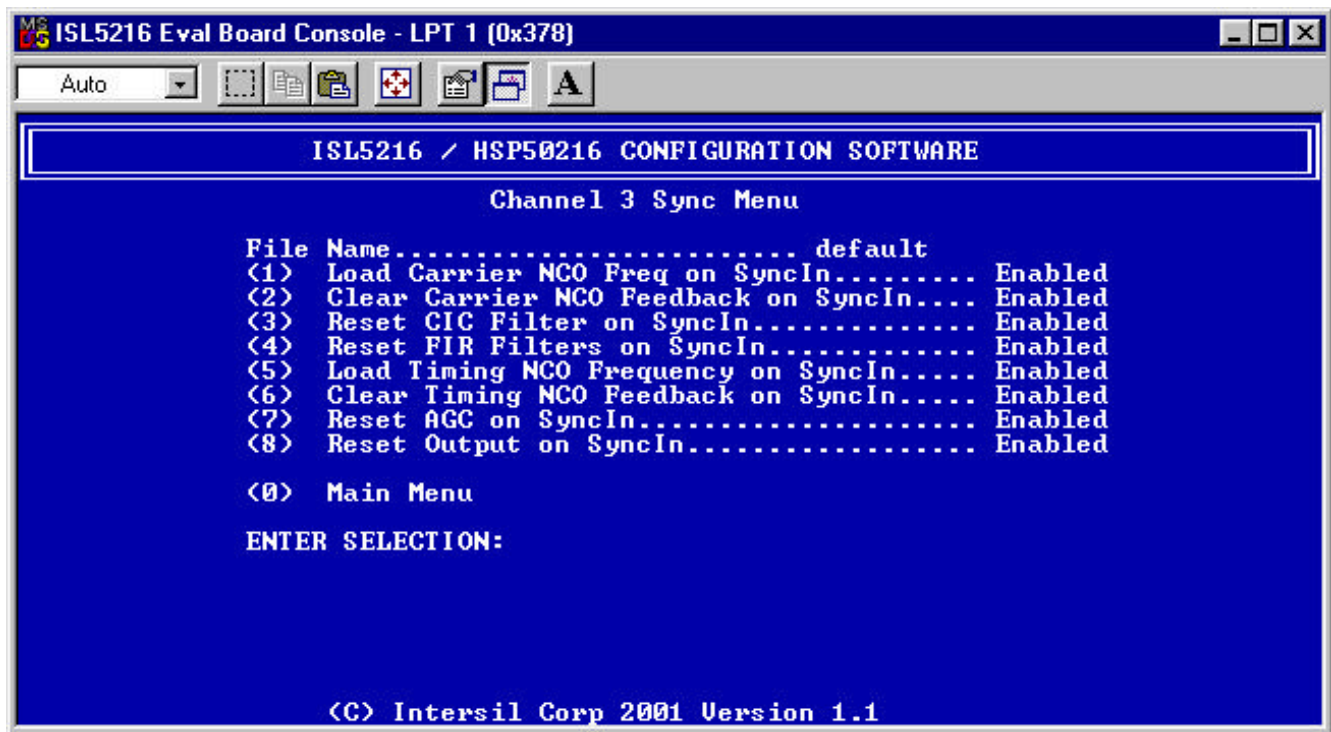 ISL5216 Eval Board Console - LPT 1 (0x378)
Auto
A
ISL5216 / HSP50216 CONFIGURATION SOFTWARE
Channel 3 Sync Menu
File Name.......................... default
(1) Load Carrier NCO Freq on SyncIn......... Enabled
(2) Clear Carrier NCO Feedback on SyncIn.... Enabled
(3) Reset CIC Filter on SyncIn.............. Enabled
(4) Reset FIR Filters on SyncIn............. Enabled
(5) Load Timing NCO Frequency on SyncIn..... Enabled
(6) Clear Timing NCO Feedback on SyncIn..... Enabled
(7) Reset AGC on SyncIn..................... Enabled
(8) Reset Output on SyncIn.................. Enabled
(0) Main Menu
ENTER SELECTION:
(C) Intersil Corp 2001 Version 1.1